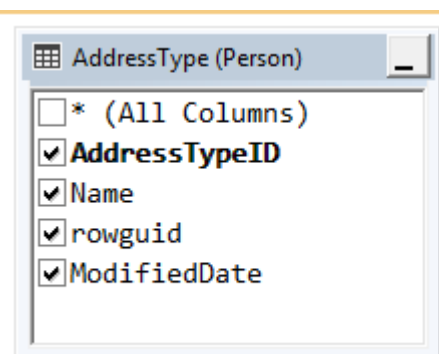 AddressType (Person)
* (All Columns)
AddressTypeID
Name
rowguid
ModifiedDate